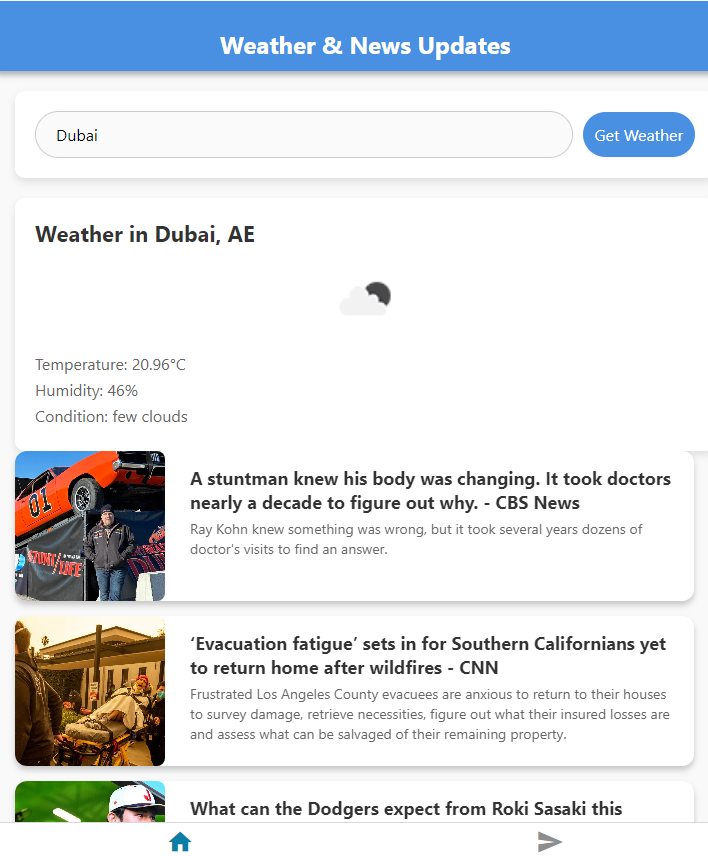 Weather & News Updates
Dubai
Get Weather
Weather in Dubai, AE
Temperature: 20.96°C
Humidity: 46%
Condition: few clouds
01
STUNT/LIFE
A stuntman knew his body was changing. It took doctors
nearly a decade to figure out why. - CBS News
Ray Kohn knew something was wrong, but it took several years dozens of
doctor's visits to find an answer.
‘Evacuation fatigue’ sets in for Southern Californians yet
to return home after wildfires - CNN
Frustrated Los Angeles County evacuees are anxious to return to their houses
to survey damage, retrieve necessities, figure out what their insured losses are
and assess what can be salvaged of their remaining property.
What can the Dodgers expect from Roki Sasaki this